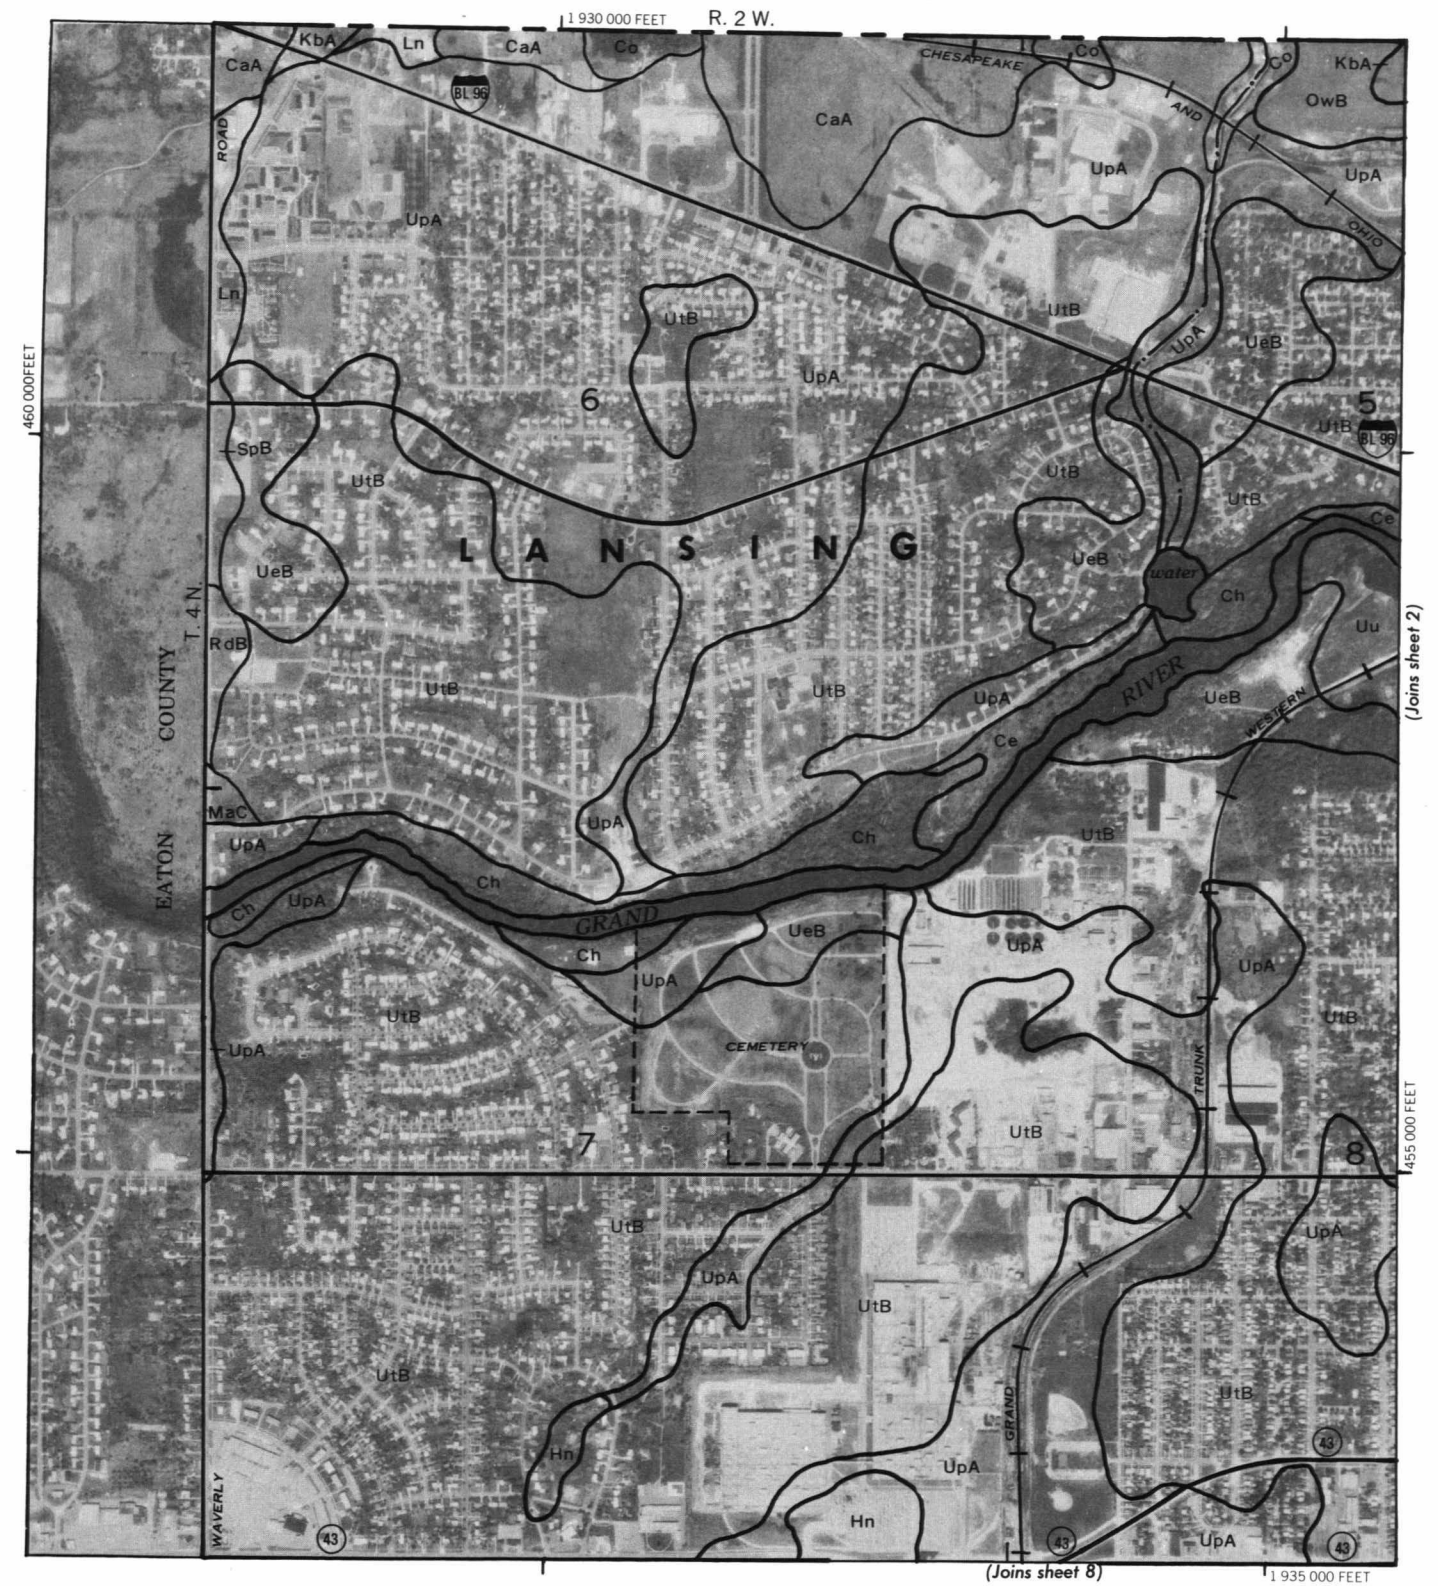 1 930 000 FEET
R. 2 W.
KbA
Ln
CaA
Co
CHESAPEAKE
Co
Co
KbA
CaA
BL 96
OwB
AND
CaA
ROAD
UpA
UpA
UpA
OHIO
Ln
UtB
UtB
UpA
UeB
460 000FEET
UpA
6
5
UtB
BL 96
SpB
UtB
UtB
UtB
Ce
LANSING
UeB
UeB
water
Ch
T. 4 N.
RdB
Uu
(Joins sheet 2)
COUNTY
UtB
UtB
UpA
RIVER
UeB
WESTERN
Ce
MaC
UpA
UpA
Ch
UtB
EATON
Ch
UpA
Ch
GRAND
UeB
UpA
Ch
UpA
UpA
UtB
UtB
UpA
CEMETERY
TRUNK
455 000 FEET
7
UtB
8
UtB
UpA
UpA
UtB
UtB
UtB
GRAND
43
Hn
UpA
WAVERLY
Hn
43
43
UpA
43
(Joins sheet 8)
1 935 000 FEET